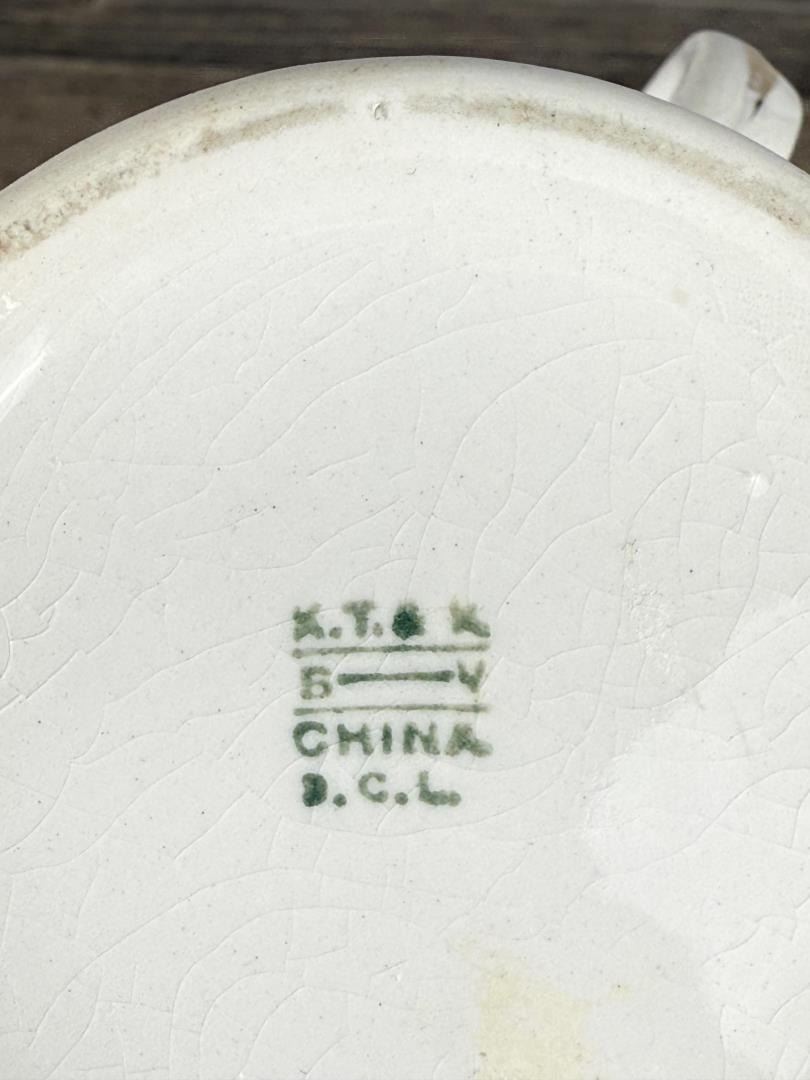 K.T.& K.
S—V
CHINA
D.C.L.